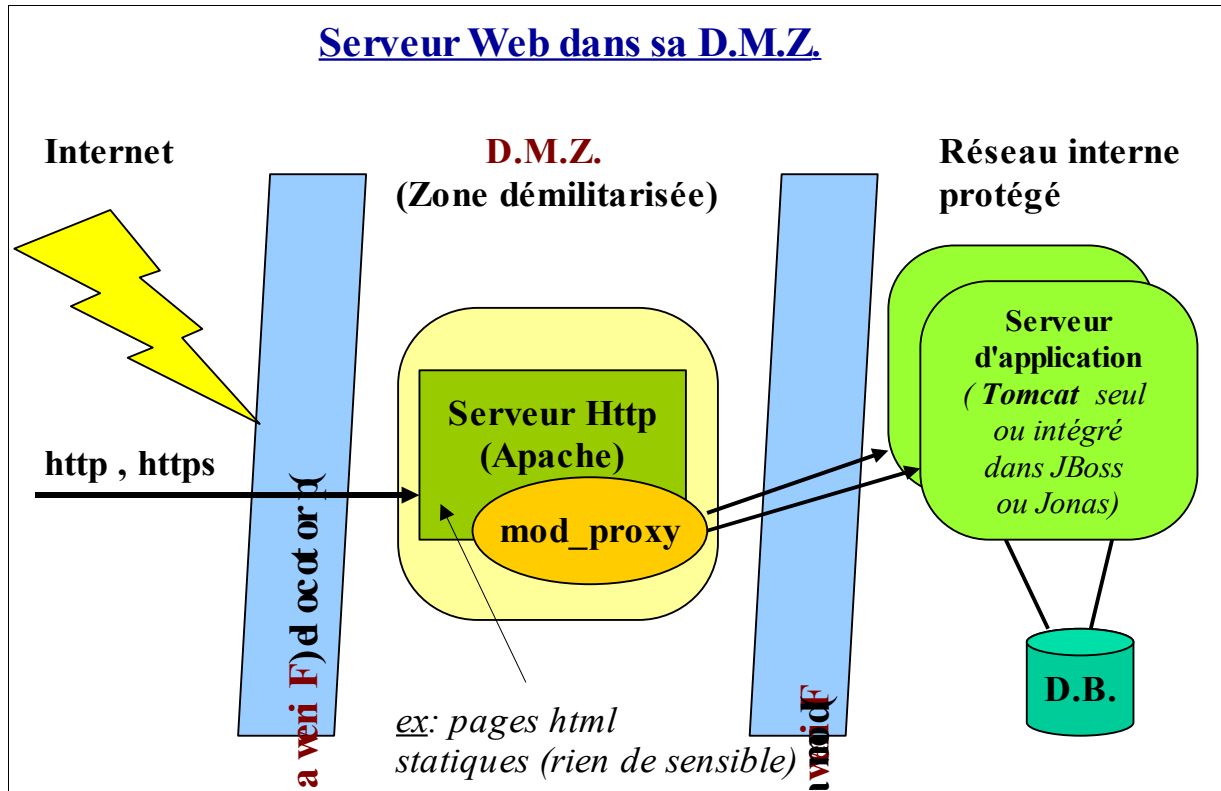 Serveur Web dans sa D.M.Z.
Internet
D.M.Z.
(Zone démilitarisée)
Réseau interne
protégé
http , https
Serveur Http
(Apache)
mod_proxy
Serveur
d'application
( Tomcat seul
ou intégré
dans JBoss
ou Jonas)
D.B.
ex: pages html
statiques (rien de sensible)